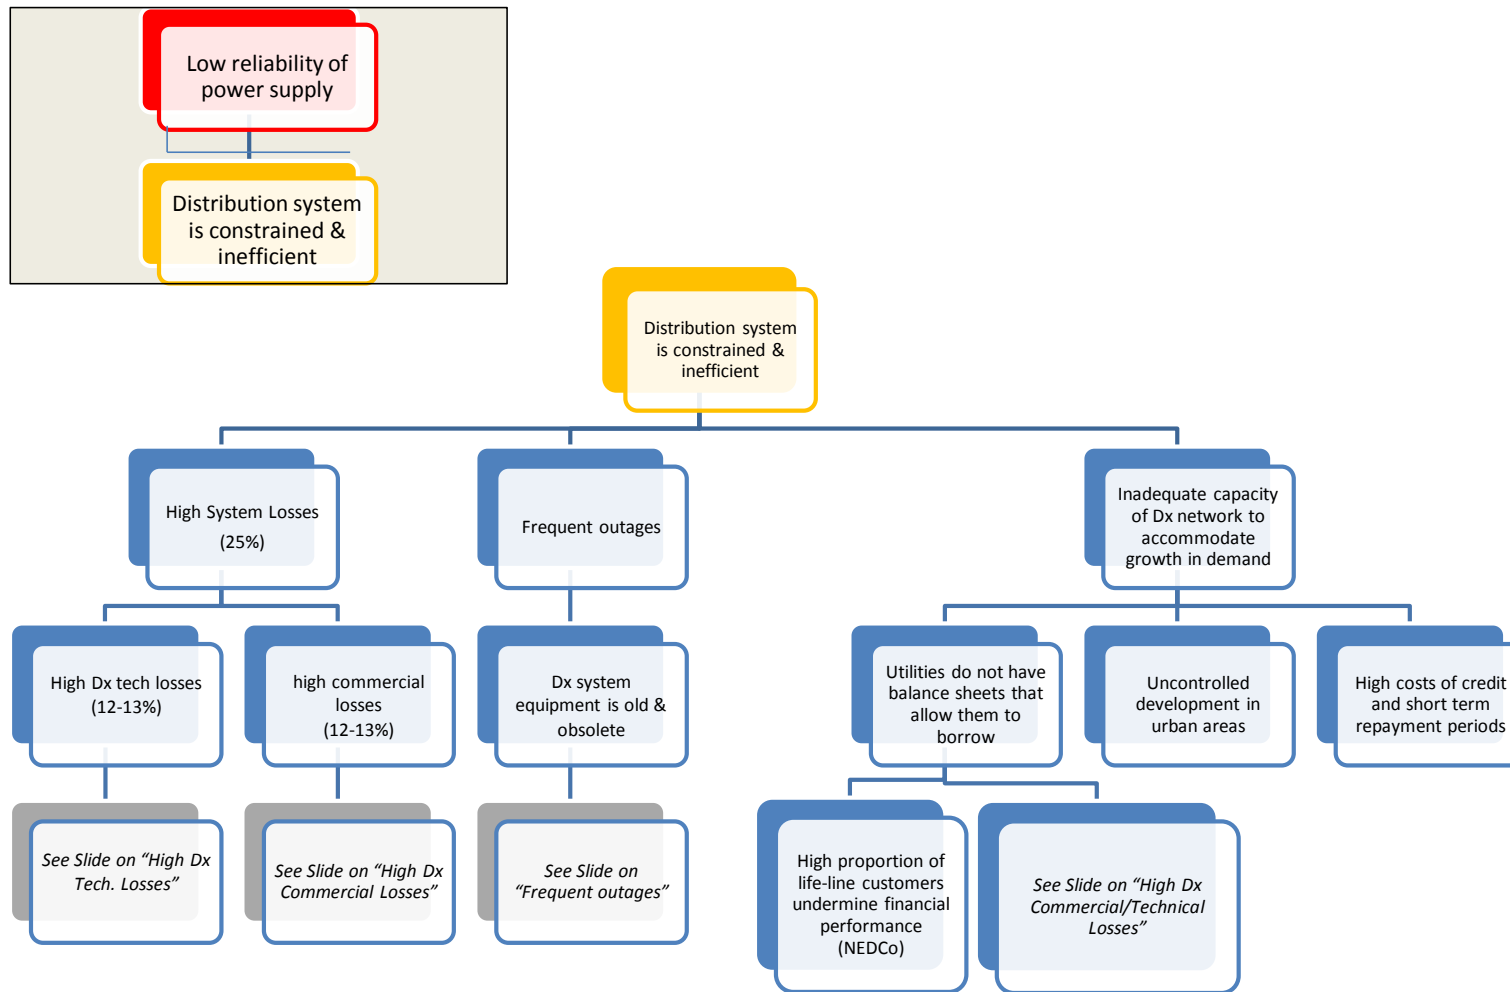 Low reliability of
power supply
Distribution system
is constrained &
inefficient
Distribution system
is constrained &
inefficient
High System Losses
(25%)
Frequent outages
Inadequate capacity
of Dx network to
accommodate
growth in demand
High Dx tech losses
(12-13%)
high commercial
losses
(12-13%)
Dx system
equipment is old &
obsolete
Utilities do not have
balance sheets that
allow them to
borrow
Uncontrolled
development in
urban areas
High costs of credit
and short term
repayment periods
See Slide on “High Dx
Tech. Losses”
See Slide on “High Dx
Commercial Losses”
See Slide on
“Frequent outages”
High proportion of
life-line customers
undermine financial
performance
(NEDCo)
See Slide on “High Dx
Commercial/Technical
Losses”